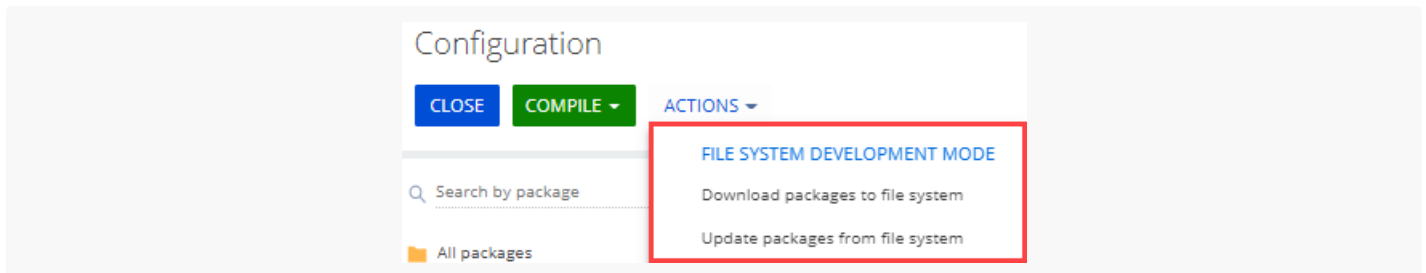 Configuration
CLOSE COMPILE ACTIONS
FILE SYSTEM DEVELOPMENT MODE
Search by package
Download packages to file system
Update packages from file system
All packages